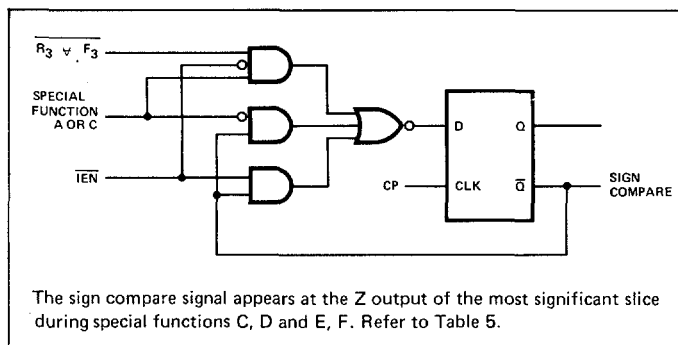 R3 ∀ F3
SPECIAL
FUNCTION
A OR C
IEN
D
Q
CP
CLK
Q
SIGN
COMPARE
The sign compare signal appears at the Z output of the most significant slice
during special functions C, D and E, F. Refer to Table 5.